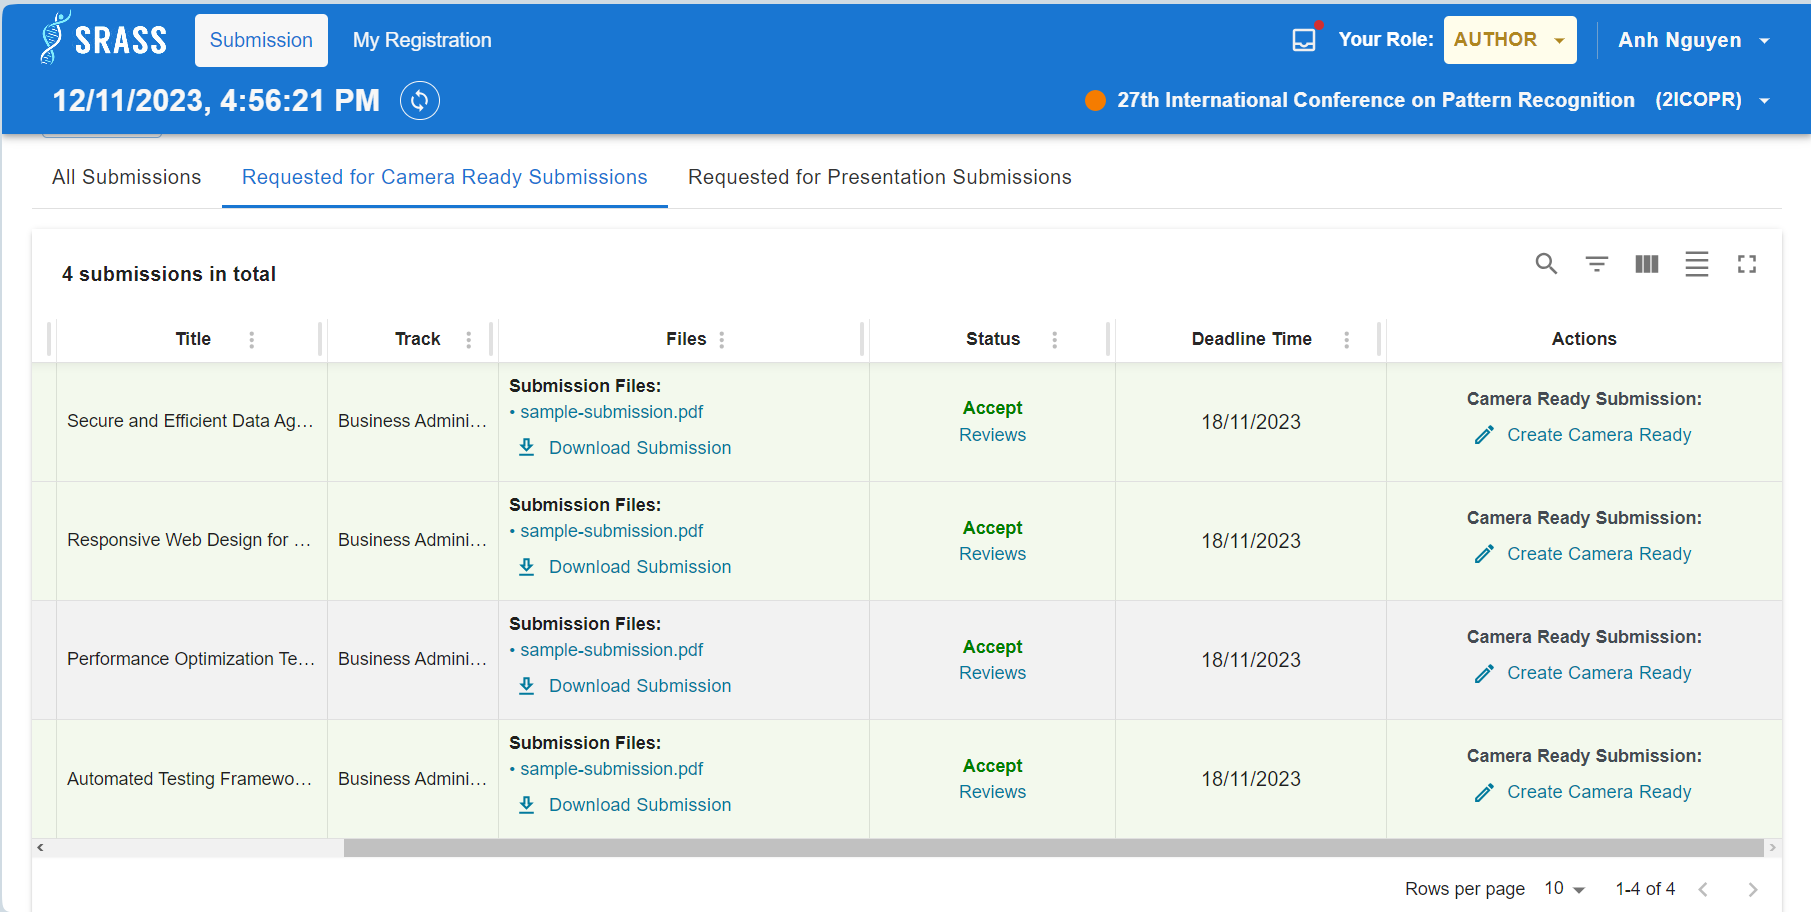 SRASS Submission My Registration Your Role: AUTHOR Anh Nguyen
12/11/2023, 4:56:21 PM 27th International Conference on Pattern Recognition (2ICOPR)
All Submissions Requested for Camera Ready Submissions Requested for Presentation Submissions
4 submissions in total
Title Track Files Status Deadline Time Actions
Secure and Efficient Data Ag... Business Admini... Submission Files:
• sample-submission.pdf
Download Submission
Accept
Reviews
18/11/2023
Camera Ready Submission:
Create Camera Ready
Responsive Web Design for ... Business Admini... Submission Files:
• sample-submission.pdf
Download Submission
Accept
Reviews
18/11/2023
Camera Ready Submission:
Create Camera Ready
Performance Optimization Te... Business Admini... Submission Files:
• sample-submission.pdf
Download Submission
Accept
Reviews
18/11/2023
Camera Ready Submission:
Create Camera Ready
Automated Testing Framewo... Business Admini... Submission Files:
• sample-submission.pdf
Download Submission
Accept
Reviews
18/11/2023
Camera Ready Submission:
Create Camera Ready
Rows per page 10 1-4 of 4